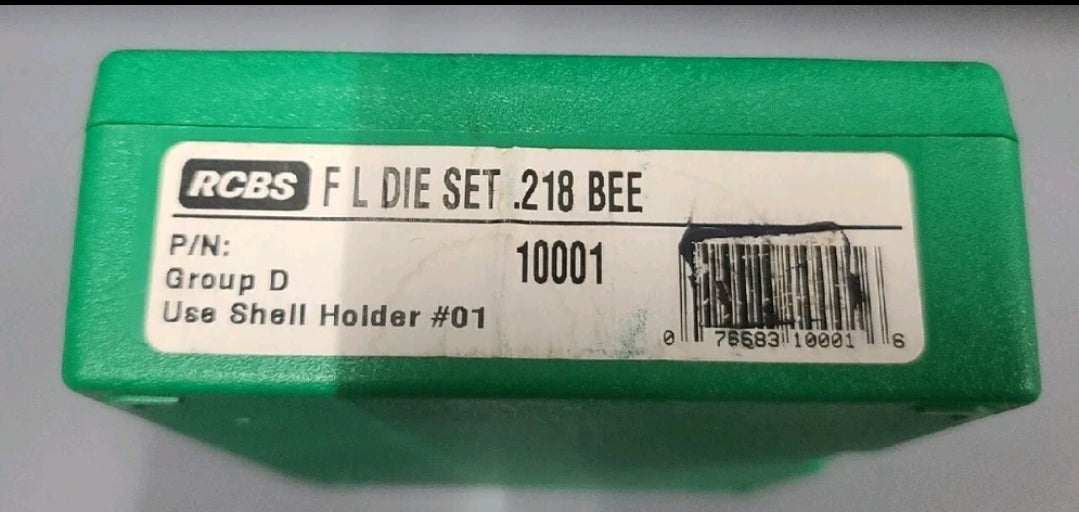 RCBS F L DIE SET .218 BEE
P/N: 10001
Group D
Use Shell Holder #01
0 76683 10001 6